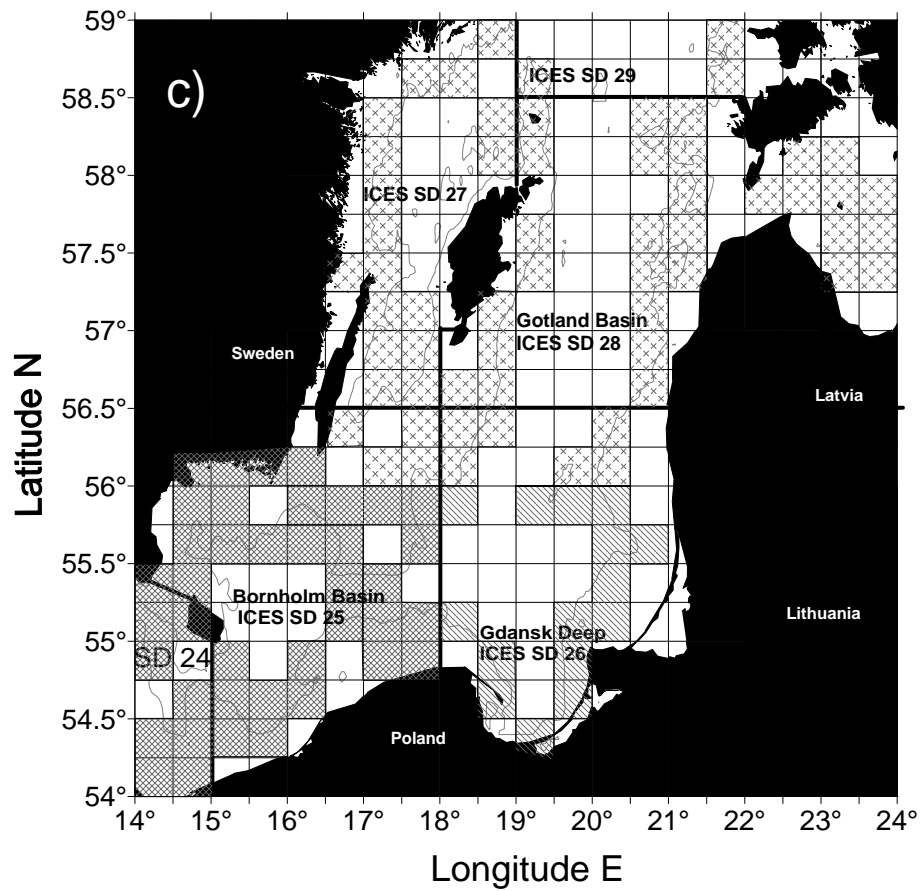 59°
58.5°
58°
57.5°
57°
56.5°
56°
55.5°
55°
54.5°
54°
Latitude N
c)
ICES SD 29
ICES SD 27
Gotland Basin
ICES SD 28
Sweden
Latvia
Bornholm Basin
ICES SD 25
Lithuania
Gdansk Deep
ICES SD 26
SD 24
Poland
14° 15° 16° 17° 18° 19° 20° 21° 22° 23° 24°
Longitude E